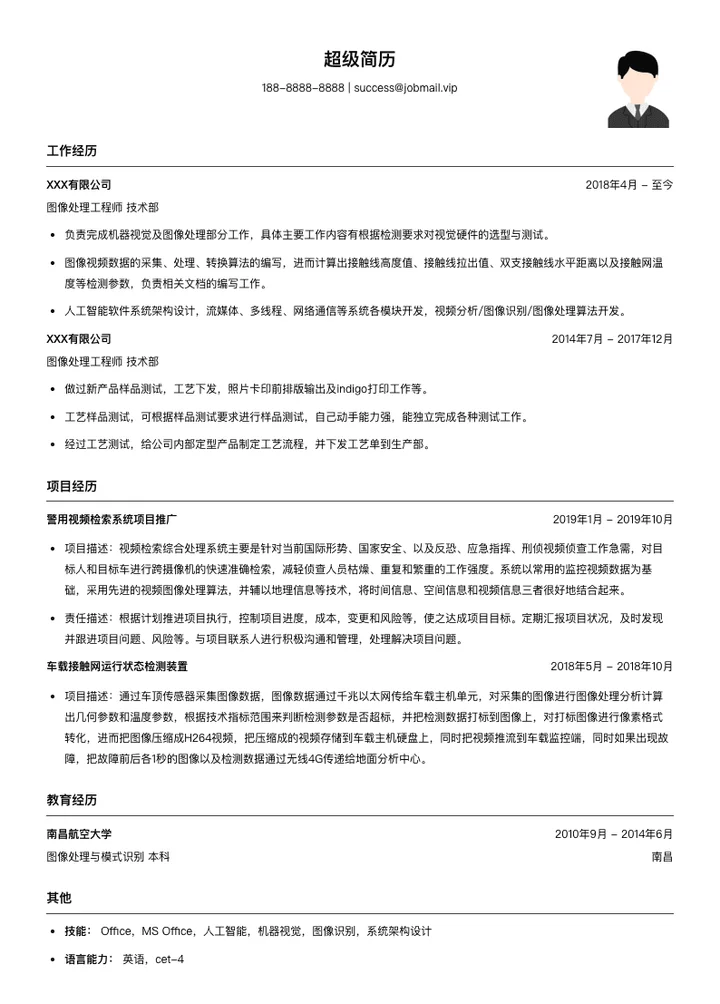 超级简历
188-8888-8888 | success@jobmail.vip
工作经历
XXX有限公司 2018年4月 – 至今
图像处理工程师 技术部
• 负责完成机器视觉及图像处理部分工作，具体主要工作内容有根据检测要求对视觉硬件的选型与测试。
• 图像视频数据的采集、处理、转换算法的编写，进而计算出接触线高度值、接触线拉出值、双支接触线水平距离以及接触网温
度等检测参数，负责相关文档的编写工作。
• 人工智能软件系统架构设计，流媒体、多线程、网络通信等系统各模块开发，视频分析/图像识别/图像处理算法开发。
XXX有限公司 2014年7月 – 2017年12月
图像处理工程师 技术部
• 做过新产品样品测试，工艺下发，照片卡印前排版输出及indigo打印工作等。
• 工艺样品测试，可根据样品测试要求进行样品测试，自己动手能力强，能独立完成各种测试工作。
• 经过工艺测试，给公司内部定型产品制定工艺流程，并下发工艺单到生产部。
项目经历
警用视频检索系统项目推广 2019年1月 – 2019年10月
• 项目描述：视频检索综合处理系统主要是针对当前国际形势、国家安全、以及反恐、应急指挥、刑侦视频侦查工作急需，对目
标人和目标车进行跨摄像机的快速准确检索，减轻侦查人员枯燥、重复和繁重的工作强度。系统以常用的监控视频数据为基
础，采用先进的视频图像处理算法，并辅以地理信息等技术，将时间信息、空间信息和视频信息三者很好地结合起来。
• 责任描述：根据计划推进项目执行，控制项目进度，成本，变更和风险等，使之达成项目目标。定期汇报项目状况，及时发现
并跟进项目问题、风险等。与项目联系人进行积极沟通和管理，处理解决项目问题。
车载接触网运行状态检测装置 2018年5月 – 2018年10月
• 项目描述：通过车顶传感器采集图像数据，图像数据通过千兆以太网传给车载主机单元，对采集的图像进行图像处理分析计算
出几何参数和温度参数，根据技术指标范围来判断检测参数是否超标，并把检测数据打标到图像上，对打标图像进行像素格式
转化，进而把图像压缩成H264视频，把压缩成的视频存储到车载主机硬盘上，同时把视频推流到车载监控端，同时如果出现故
障，把故障前后各1秒的图像以及检测数据通过无线4G传递给地面分析中心。
教育经历
南昌航空大学 2010年9月 – 2014年6月
图像处理与模式识别 本科 南昌
其他
• 技能： Office，MS Office，人工智能，机器视觉，图像识别，系统架构设计
• 语言能力： 英语，cet-4